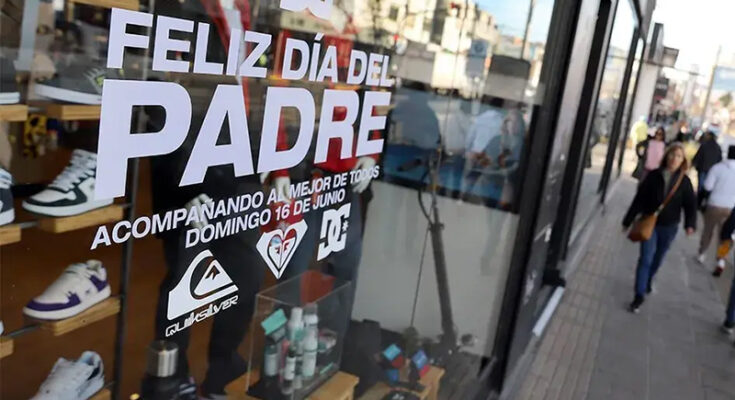 FELIZ DÍA DEL
PADRE
ACOMPAÑANDO AL MEJOR DE TODOS
DOMINGO 16 DE JUNIO
DC
QUIKSILVER